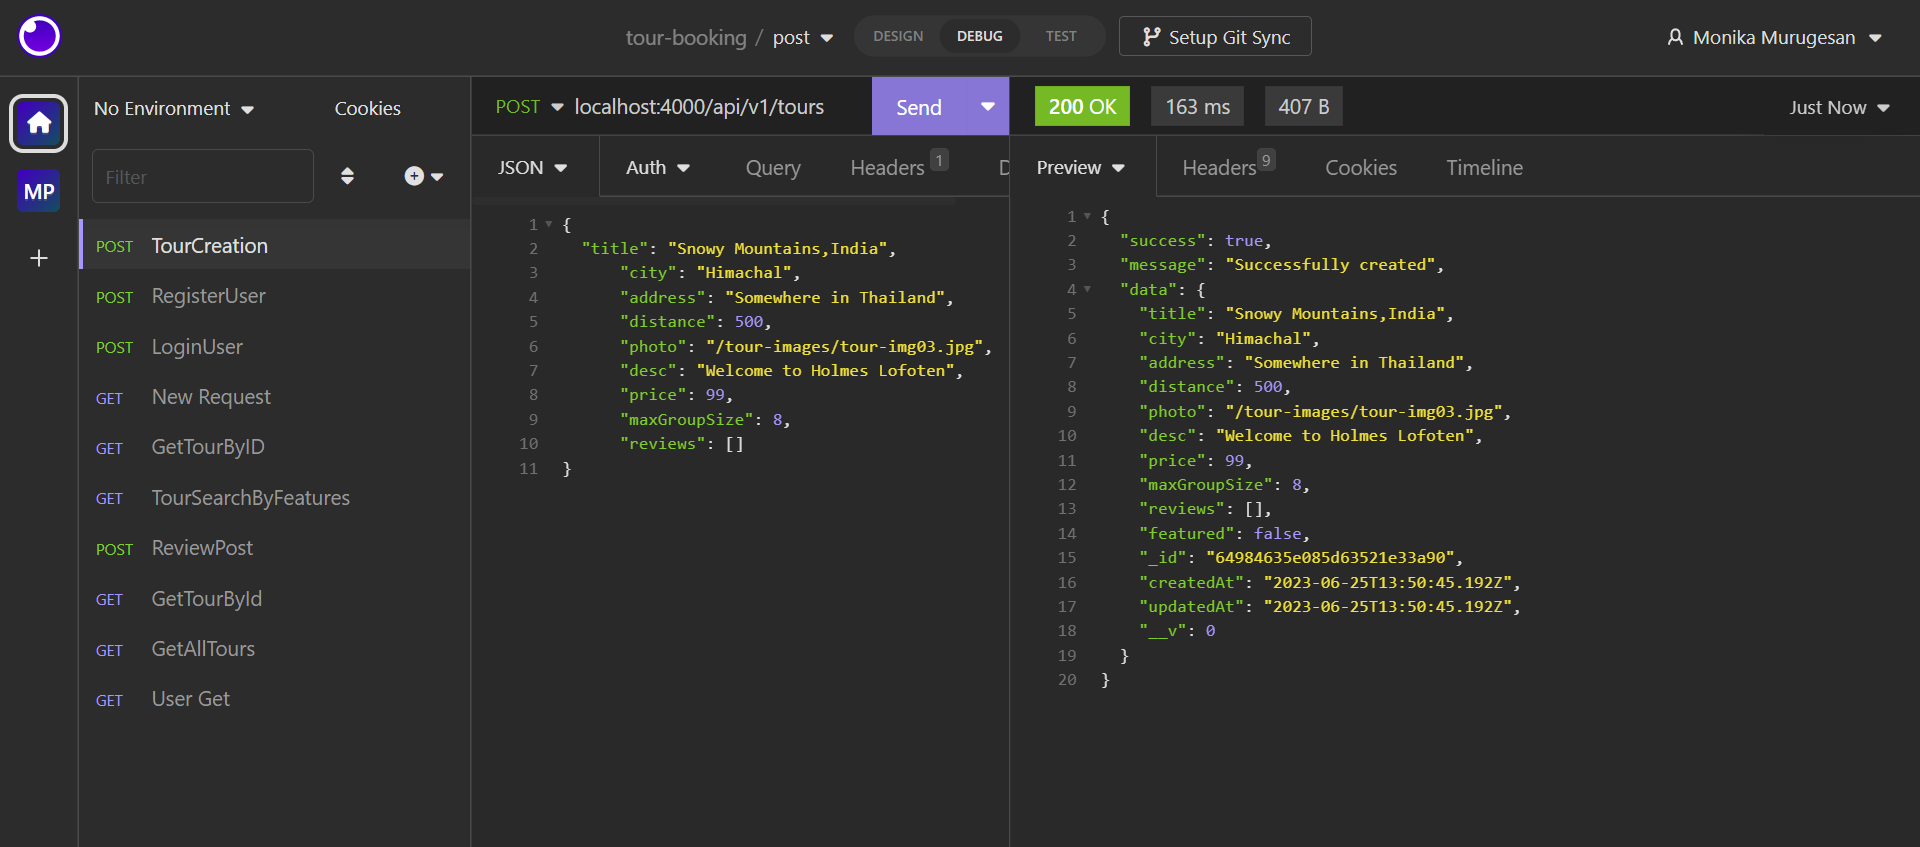 tour-booking / post
DESIGN DEBUG TEST
Setup Git Sync
Monika Murugesan
MP
No Environment
Cookies
Filter
POST TourCreation
POST RegisterUser
POST LoginUser
GET New Request
GET GetTourByID
GET TourSearchByFeatures
POST ReviewPost
GET GetTourById
GET GetAllTours
GET User Get
POST localhost:4000/api/v1/tours Send
JSON Auth Query Headers 1
1 {
2 "title": "Snowy Mountains,India",
3 "city": "Himachal",
4 "address": "Somewhere in Thailand",
5 "distance": 500,
6 "photo": "/tour-images/tour-img03.jpg",
7 "desc": "Welcome to Holmes Lofoten",
8 "price": 99,
9 "maxGroupSize": 8,
10 "reviews": []
11 }
200 OK 163 ms 407 B Just Now
Preview Headers 9 Cookies Timeline
1 {
2 "success": true,
3 "message": "Successfully created",
4 "data": {
5 "title": "Snowy Mountains,India",
6 "city": "Himachal",
7 "address": "Somewhere in Thailand",
8 "distance": 500,
9 "photo": "/tour-images/tour-img03.jpg",
10 "desc": "Welcome to Holmes Lofoten",
11 "price": 99,
12 "maxGroupSize": 8,
13 "reviews": [],
14 "featured": false,
15 "_id": "64984635e085d63521e33a90",
16 "createdAt": "2023-06-25T13:50:45.192Z",
17 "updatedAt": "2023-06-25T13:50:45.192Z",
18 "__v": 0
19 }
20 }